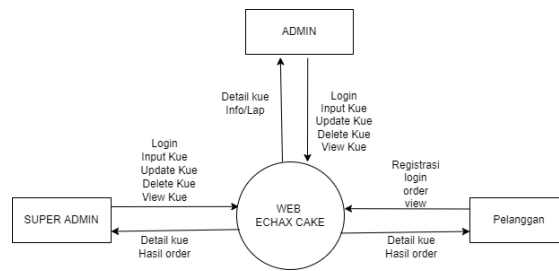 ADMIN
Detail kue
Info/Lap
Login
Input Kue
Update Kue
Delete Kue
View Kue
Login
Input Kue
Update Kue
Delete Kue
View Kue
Registrasi
login
order
view
SUPER ADMIN
WEB
ECHAX CAKE
Pelanggan
Detail kue
Hasil order
Detail kue
Hasil order